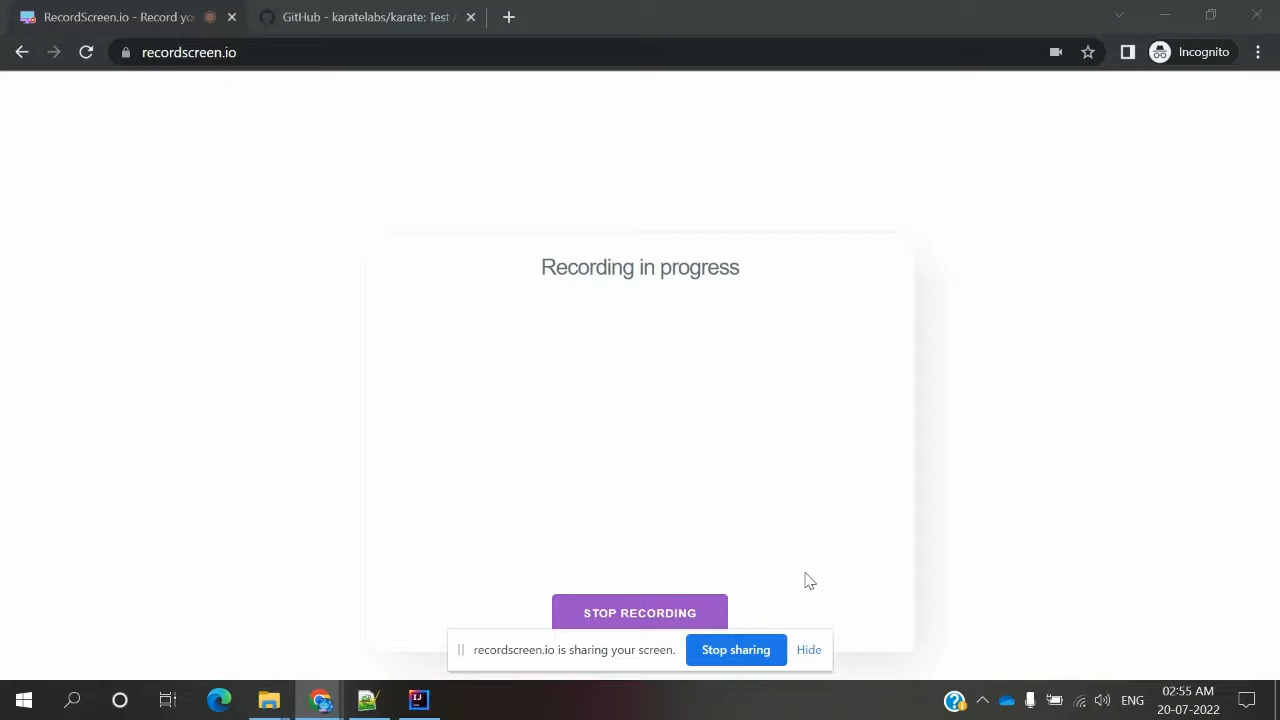 RecordScreen.io - Record yo
GitHub - karatelabs/karate: Test /
recordscreen.io
Incognito
Recording in progress
STOP RECORDING
recordscreen.io is sharing your screen.
Stop sharing
Hide
ENG
02:55 AM
20-07-2022